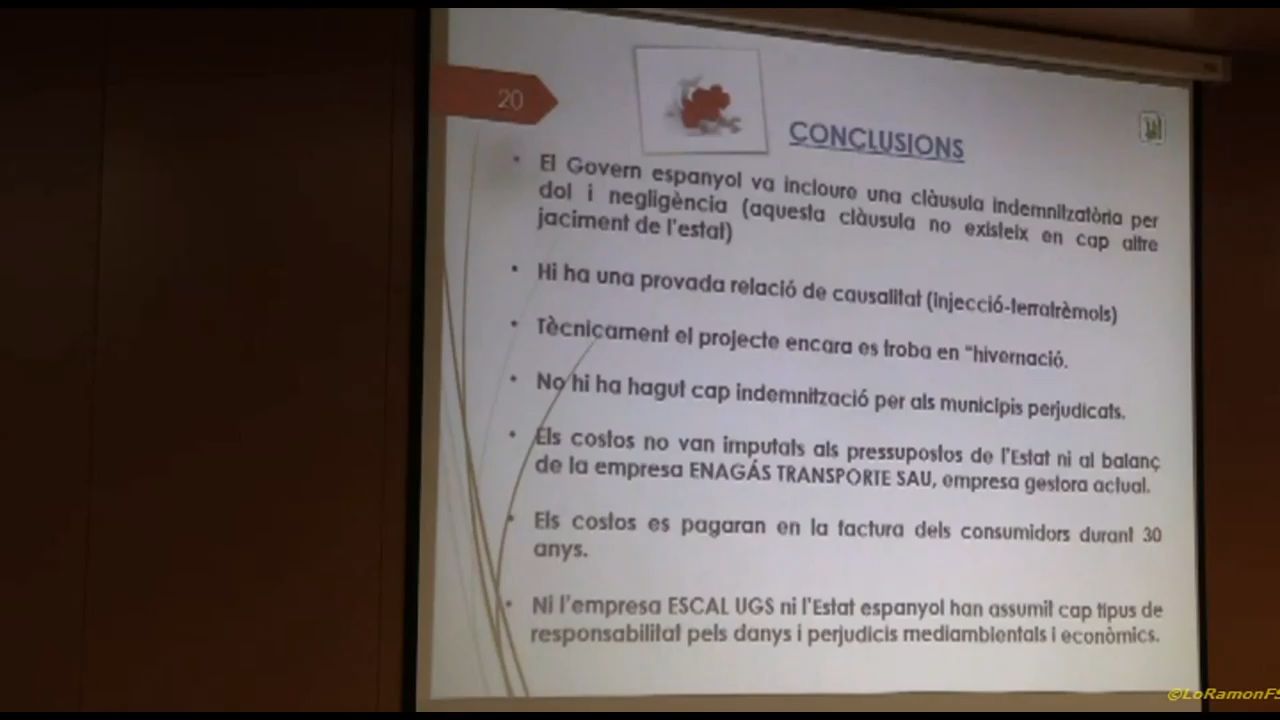 20
CONCLUSIONS
• El Govern espanyol va incloure una clàusula indemnitzatòria per
dol i negligència (aquesta clàusula no existeix en cap altre
jaciment de l'estat)
• Hi ha una provada relació de causalitat (injecció-terratrèmols)
• Tècnicament el projecte encara es troba en "hivernació.
• No hi ha hagut cap indemnització per als municipis perjudicats.
• Els costos no van imputats als pressupostos de l'Estat ni al balanç
de la empresa ENAGÁS TRANSPORTE SAU, empresa gestora actual.
• Els costos es pagaran en la factura dels consumidors durant 30
anys.
• Ni l'empresa ESCAL UGS ni l'Estat espanyol han assumit cap tipus de
responsabilitat pels danys i perjudicis mediambientals i econòmics.
©LoRamonFS